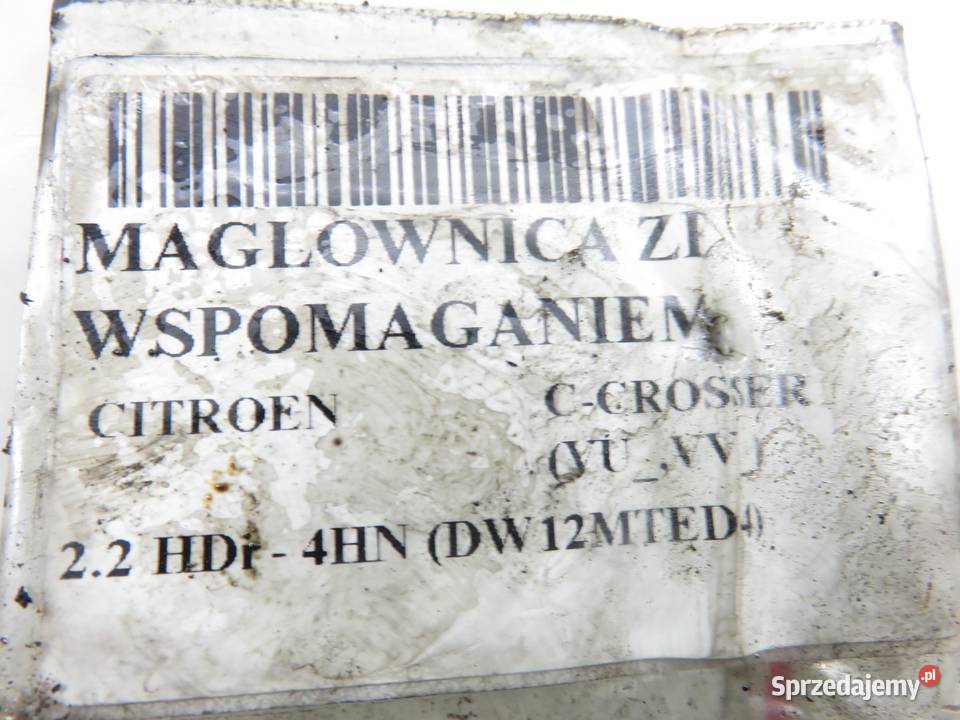 MAGLOWNICA ZE
WSPOMAGANIEM
CITROEN C-CROSSER
(VU_, VV_)
2.2 HDi - 4HN (DW12MTED4)
Sprzedajemy.pl